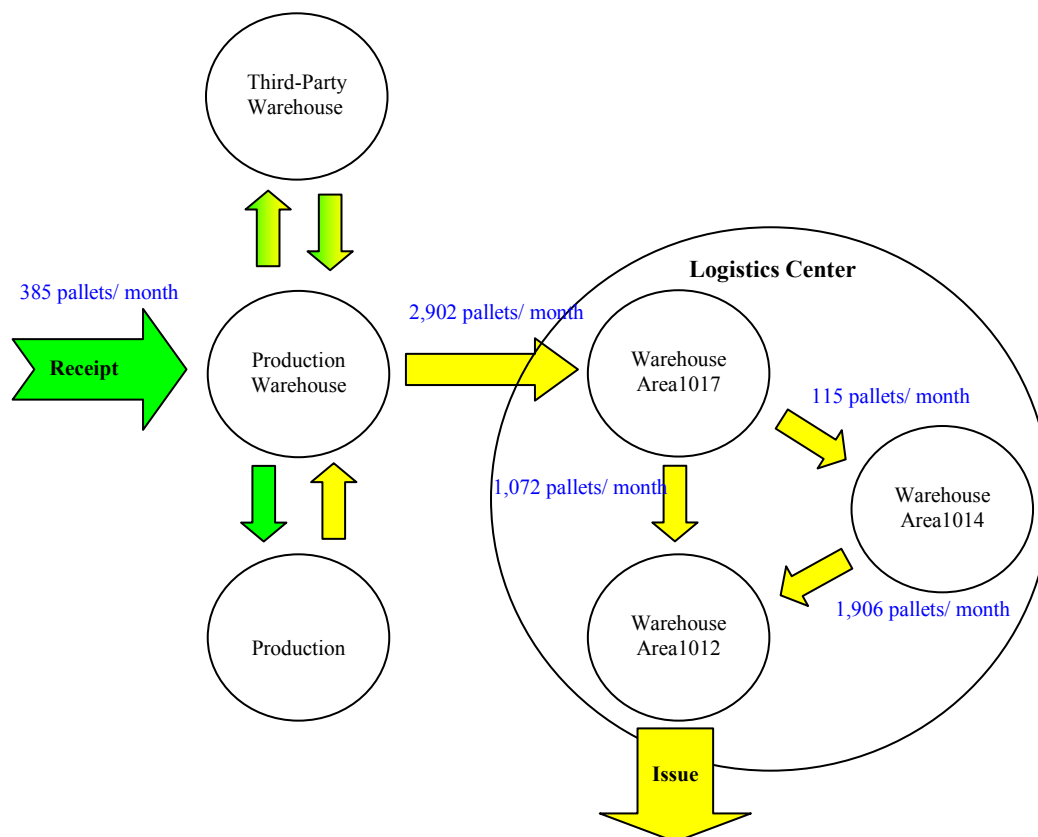 Third-Party
Warehouse
385 pallets/ month
Receipt
Production
Warehouse
2,902 pallets/ month
Logistics Center
Warehouse
Area1017
115 pallets/ month
1,072 pallets/ month
Warehouse
Area1014
1,906 pallets/ month
Production
Warehouse
Area1012
Issue